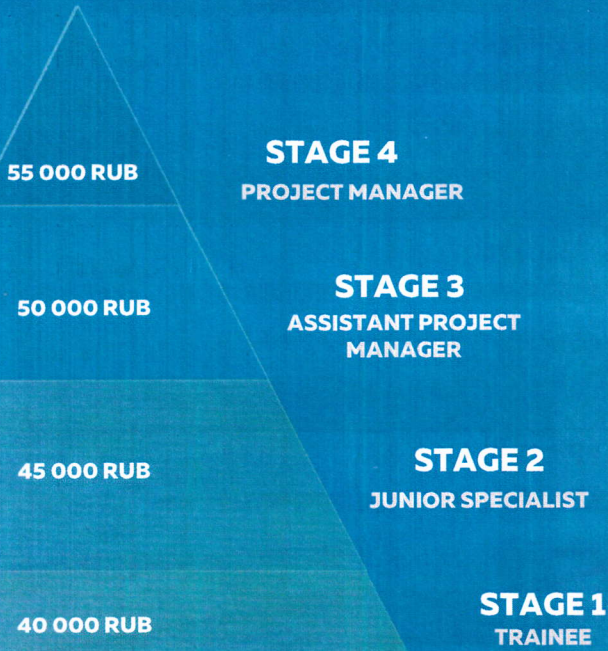 55 000 RUB
STAGE 4
PROJECT MANAGER
50 000 RUB
STAGE 3
ASSISTANT PROJECT
MANAGER
45 000 RUB
STAGE 2
JUNIOR SPECIALIST
40 000 RUB
STAGE 1
TRAINEE